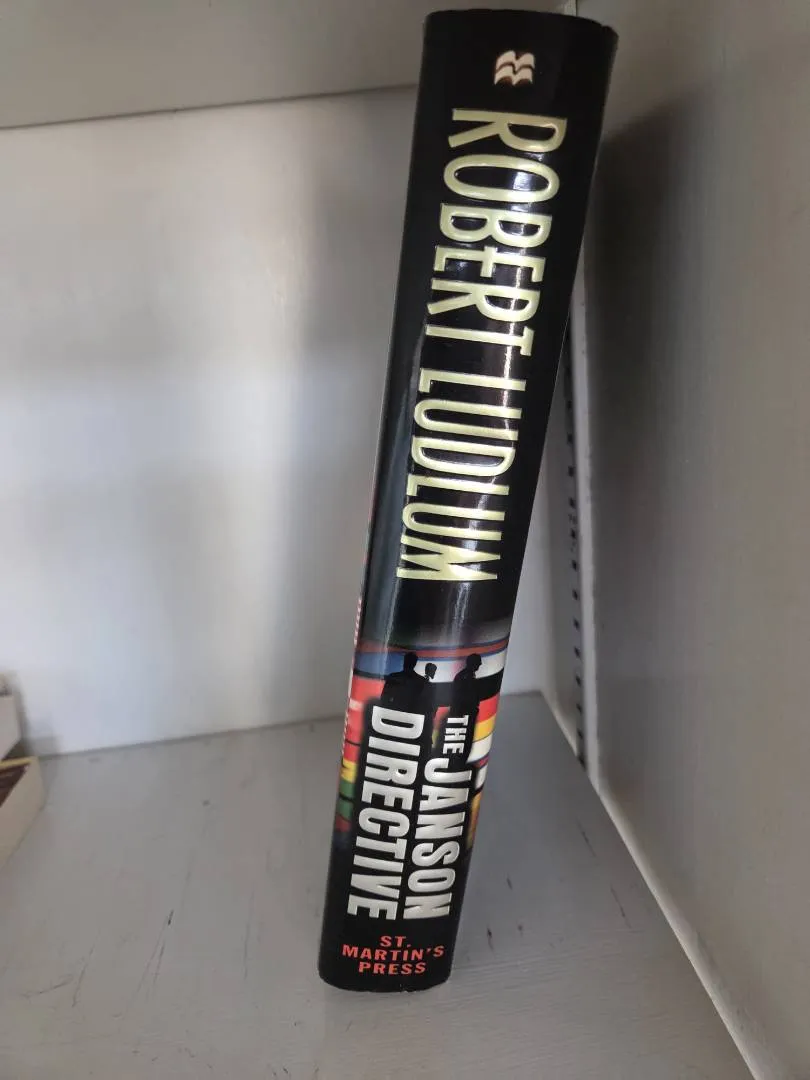 ROBERT LUDLUM
THE JANSON
DIRECTIVE
ST.
MARTIN'S
PRESS